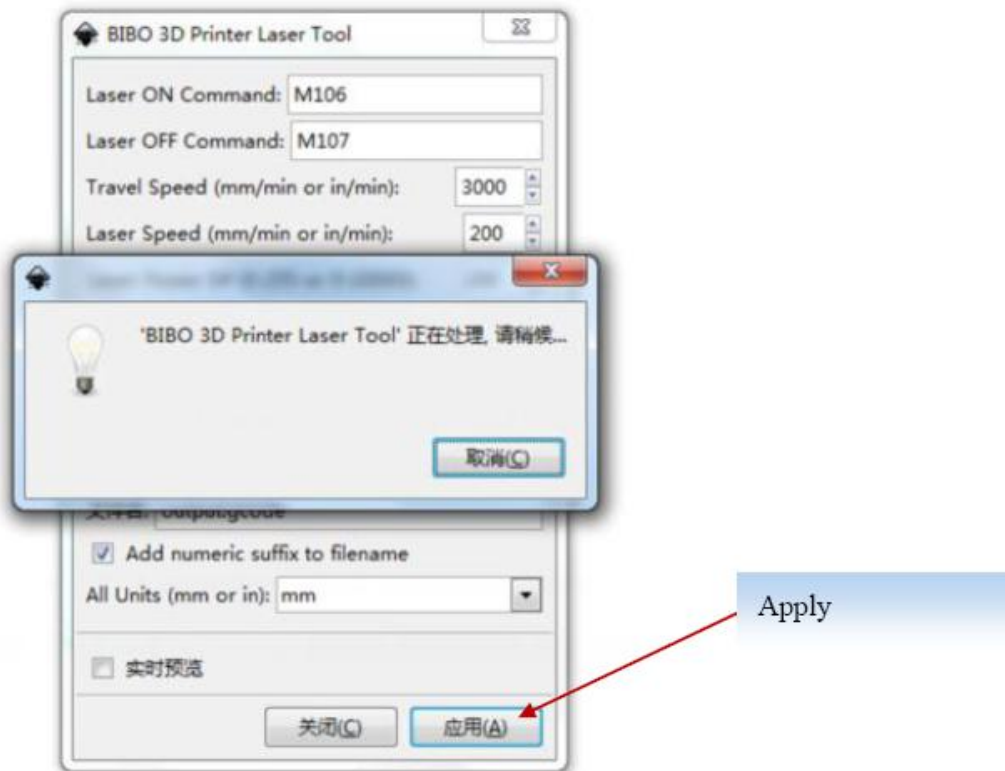 BIBO 3D Printer Laser Tool
Laser ON Command: M106
Laser OFF Command: M107
Travel Speed (mm/min or in/min): 3000
Laser Speed (mm/min or in/min): 200
'BIBO 3D Printer Laser Tool' 正在处理, 请稍候...
取消(C)
output.gcode
Add numeric suffix to filename
All Units (mm or in): mm
Apply
实时预览
关闭(C) 应用(A)